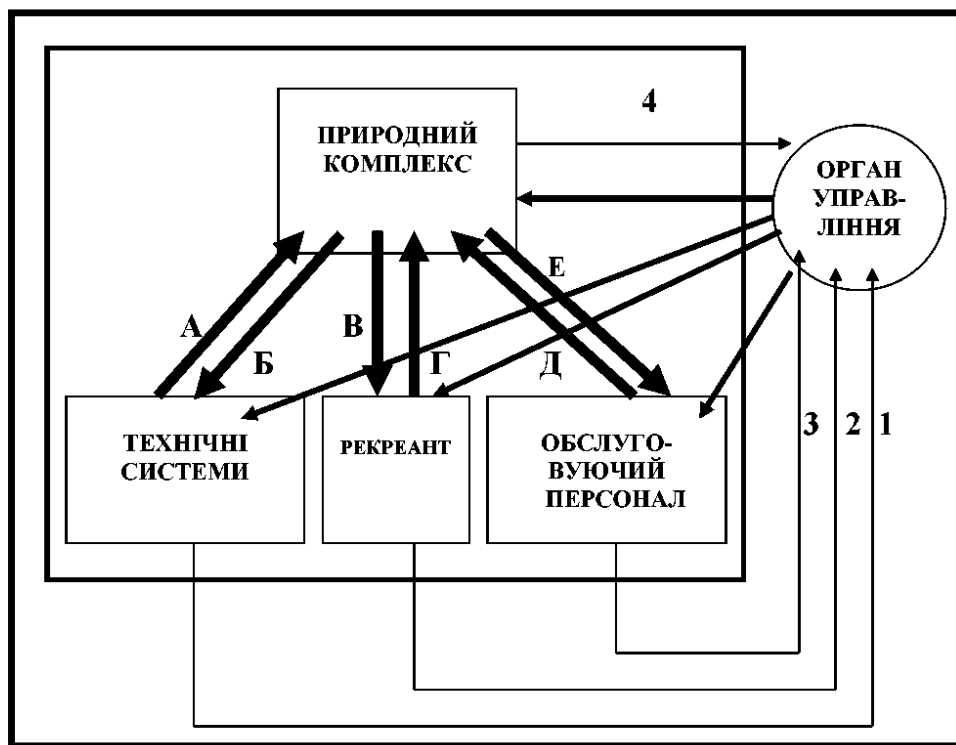 4
ПРИРОДНИЙ
КОМПЛЕКС
ОРГАН
УПРАВ-
ЛІННЯ
А
Б
В
Г
Е
Д
ТЕХНІЧНІ
СИСТЕМИ
РЕКРЕАНТ
ОБСЛУГО-
ВУЮЧИЙ
ПЕРСОНАЛ
3
2
1